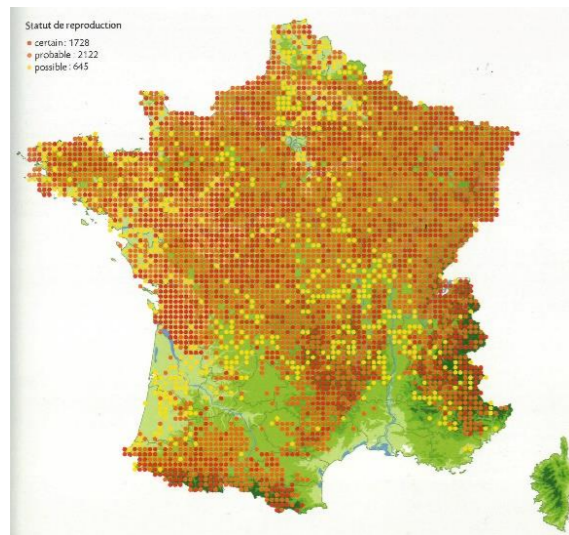 Statut de reproduction
certain : 1728
probable : 2122
possible : 645